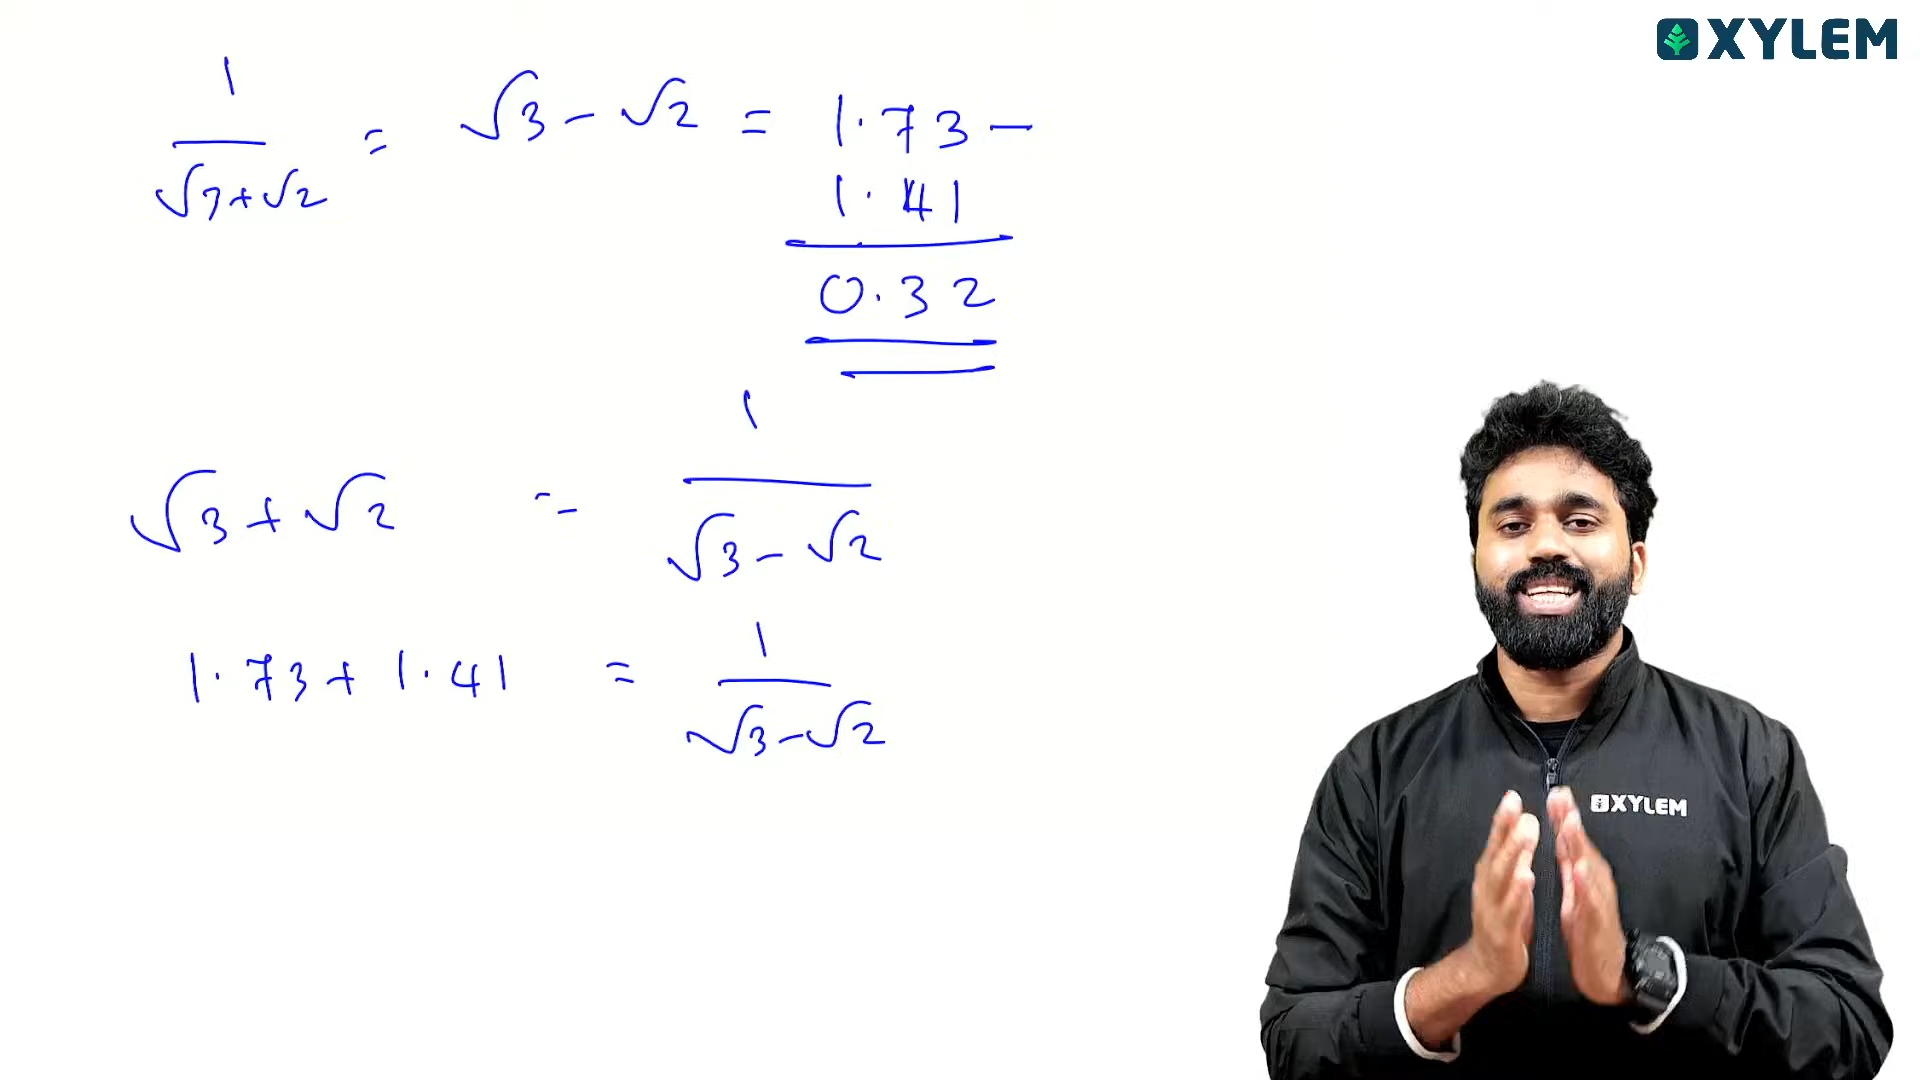 XYLEM
1/(√3+√2) = √3 - √2 = 1.73 -
1.41
0.32
√3 + √2 = 1/(√3 - √2)
1.73 + 1.41 = 1/(√3 - √2)
XYLEM